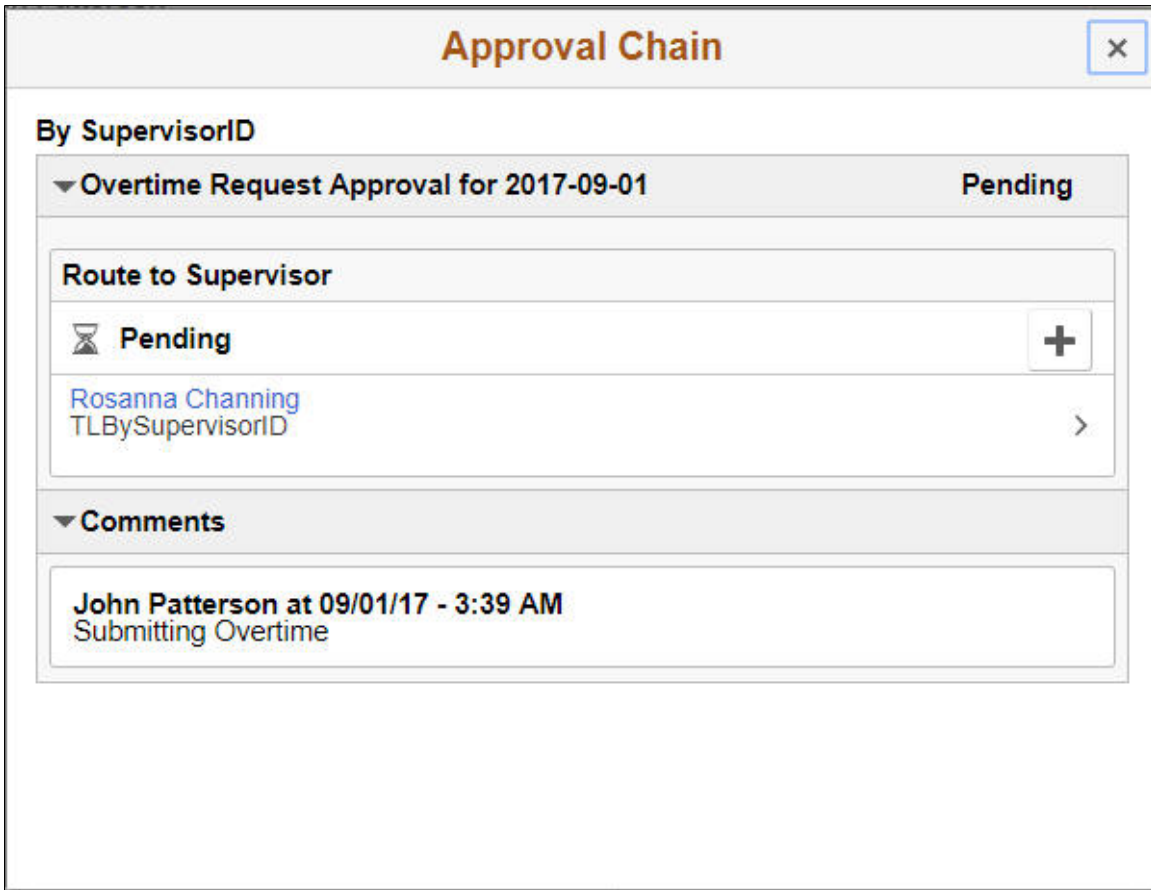 Approval Chain
By SupervisorID
Overtime Request Approval for 2017-09-01 Pending
Route to Supervisor
Pending
Rosanna Channing
TLBySupervisorID
Comments
John Patterson at 09/01/17 - 3:39 AM
Submitting Overtime